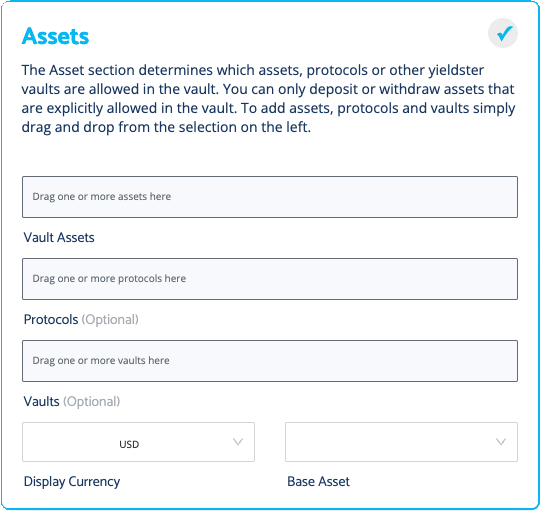 Assets
The Asset section determines which assets, protocols or other yieldster
vaults are allowed in the vault. You can only deposit or withdraw assets that
are explicitly allowed in the vault. To add assets, protocols and vaults simply
drag and drop from the selection on the left.
Drag one or more assets here
Vault Assets
Drag one or more protocols here
Protocols (Optional)
Drag one or more vaults here
Vaults (Optional)
USD
Display Currency
Base Asset